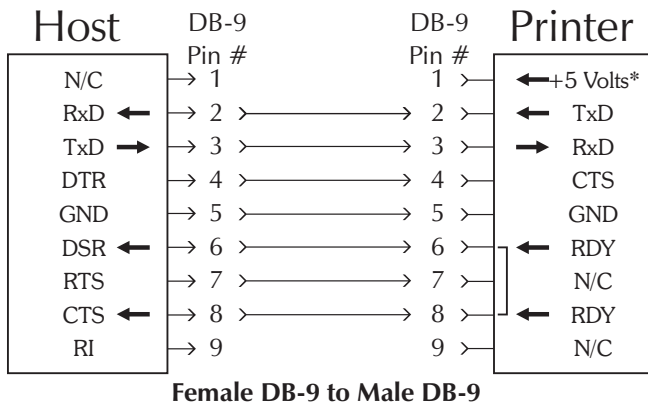 Host DB-9 DB-9 Printer
Pin # Pin #
N/C 1 1 +5 Volts*
RxD 2 2 TxD
TxD 3 3 RxD
DTR 4 4 CTS
GND 5 5 GND
DSR 6 6 RDY
RTS 7 7 N/C
CTS 8 8 RDY
RI 9 9 N/C
Female DB-9 to Male DB-9